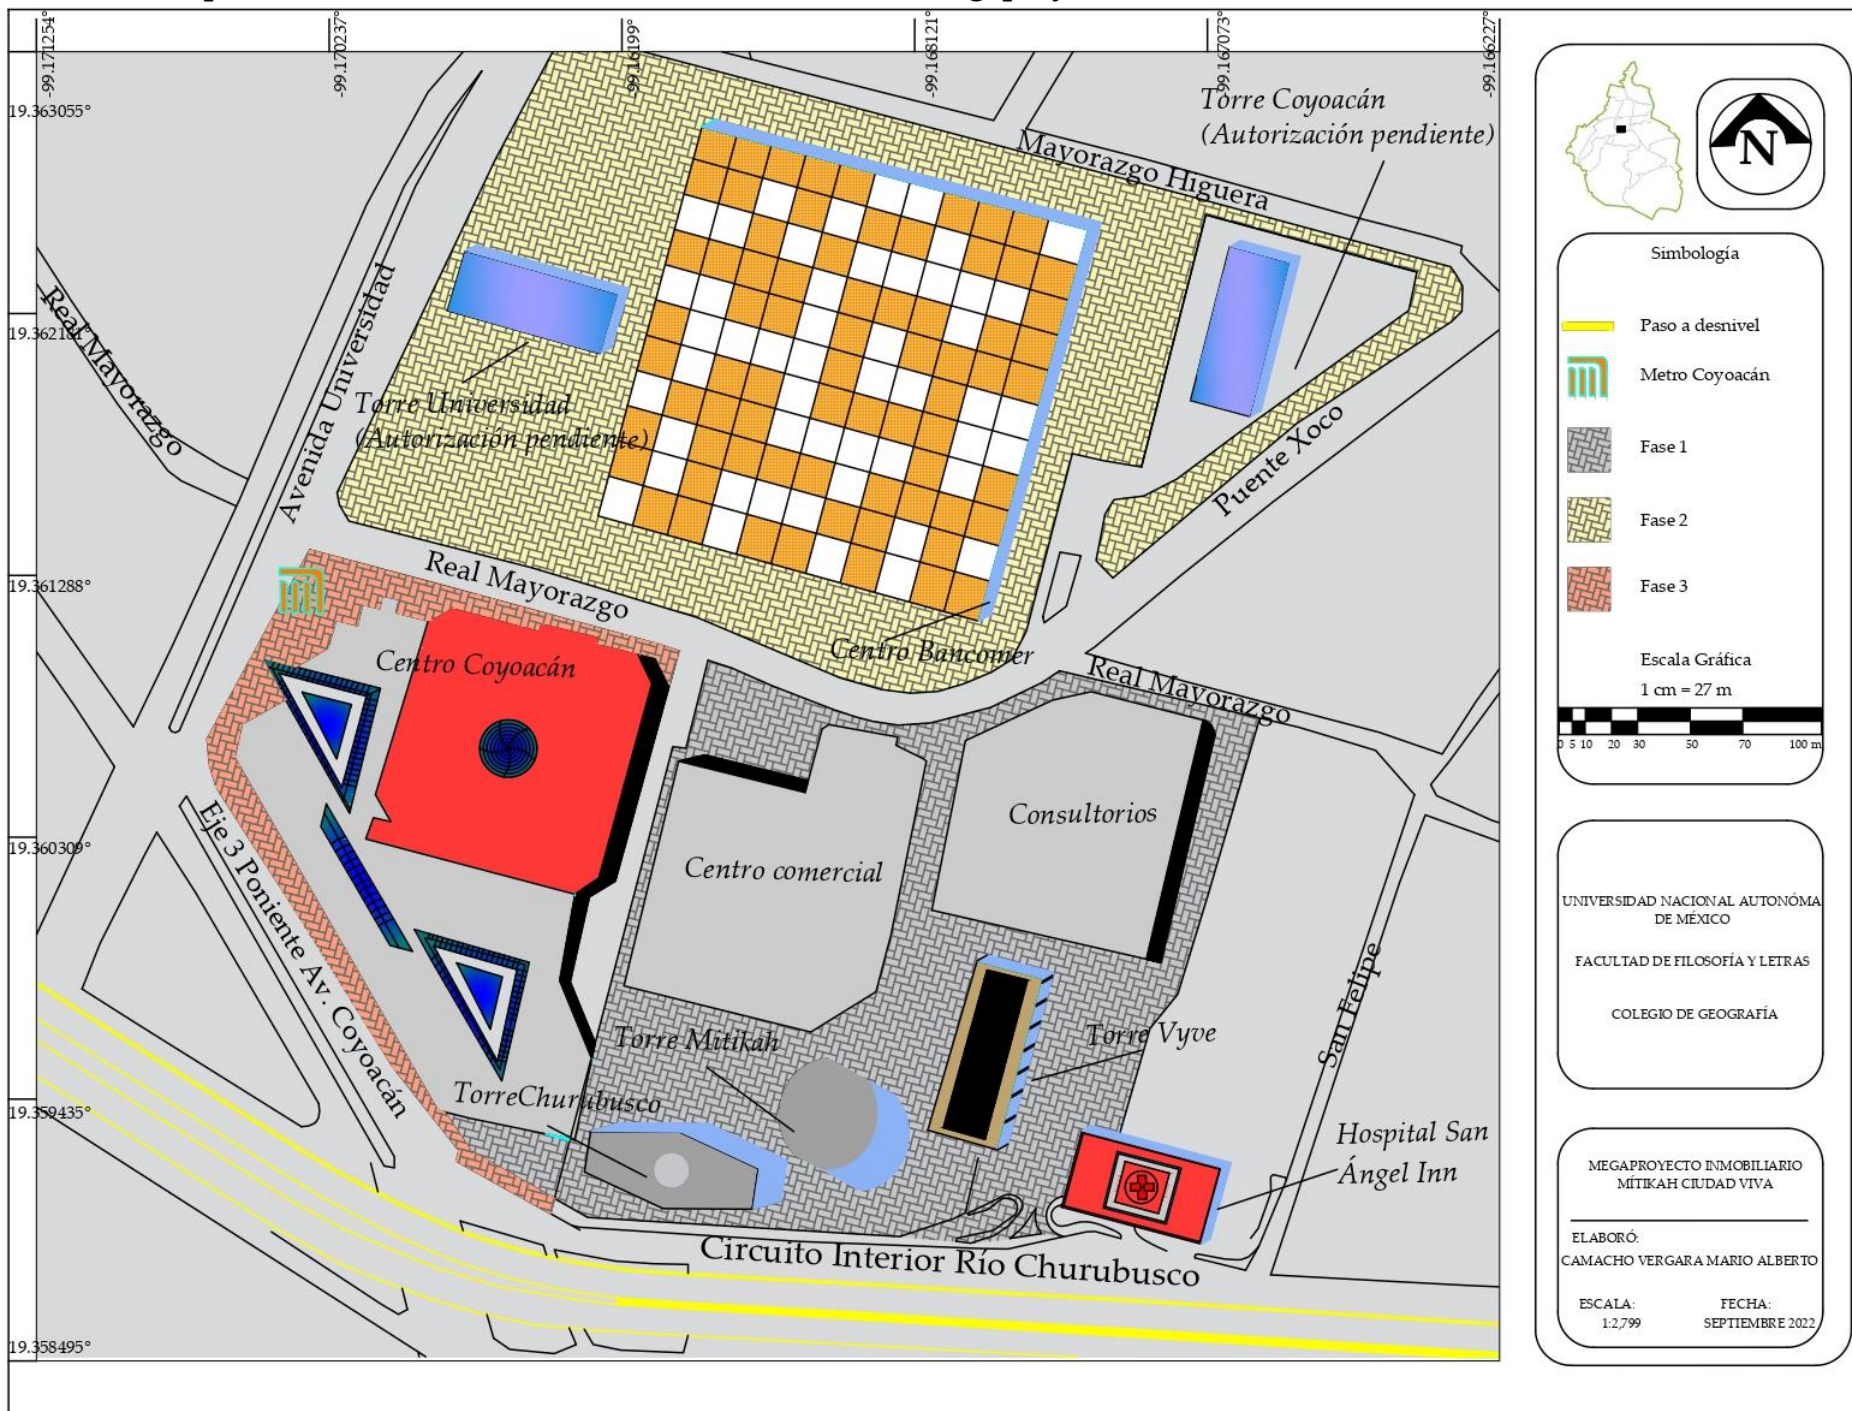 -99.171254°
-99.170237°
-99.16199°
-99.168121°
-99.167073°
-99.166227°
19.363055°
19.362181°
19.361288°
19.360309°
19.359435°
19.358495°
Torre Coyoacán
(Autorización pendiente)
Mayorazgo Higuera
Real Mayorazgo
Avenida Universidad
Torre Universidad
(Autorización pendiente)
Puente Xoco
Real Mayorazgo
Centro Bancomer
Centro Coyoacán
Real Mayorazgo
Consultorios
Centro comercial
Eje 3 Poniente Av. Coyoacán
San Felipe
Torre Mitikah
Torre Vyve
TorreChurubusco
Hospital San
Ángel Inn
Circuito Interior Río Churubusco
N
Simbología
Paso a desnivel
Metro Coyoacán
Fase 1
Fase 2
Fase 3
Escala Gráfica
1 cm = 27 m
0 5 10 20 30 50 70 100 m
UNIVERSIDAD NACIONAL AUTONÓMA
DE MÉXICO
FACULTAD DE FILOSOFÍA Y LETRAS
COLEGIO DE GEOGRAFÍA
MEGAPROYECTO INMOBILIARIO
MÍTIKAH CIUDAD VIVA
ELABORÓ:
CAMACHO VERGARA MARIO ALBERTO
ESCALA: FECHA:
1:2,799 SEPTIEMBRE 2022